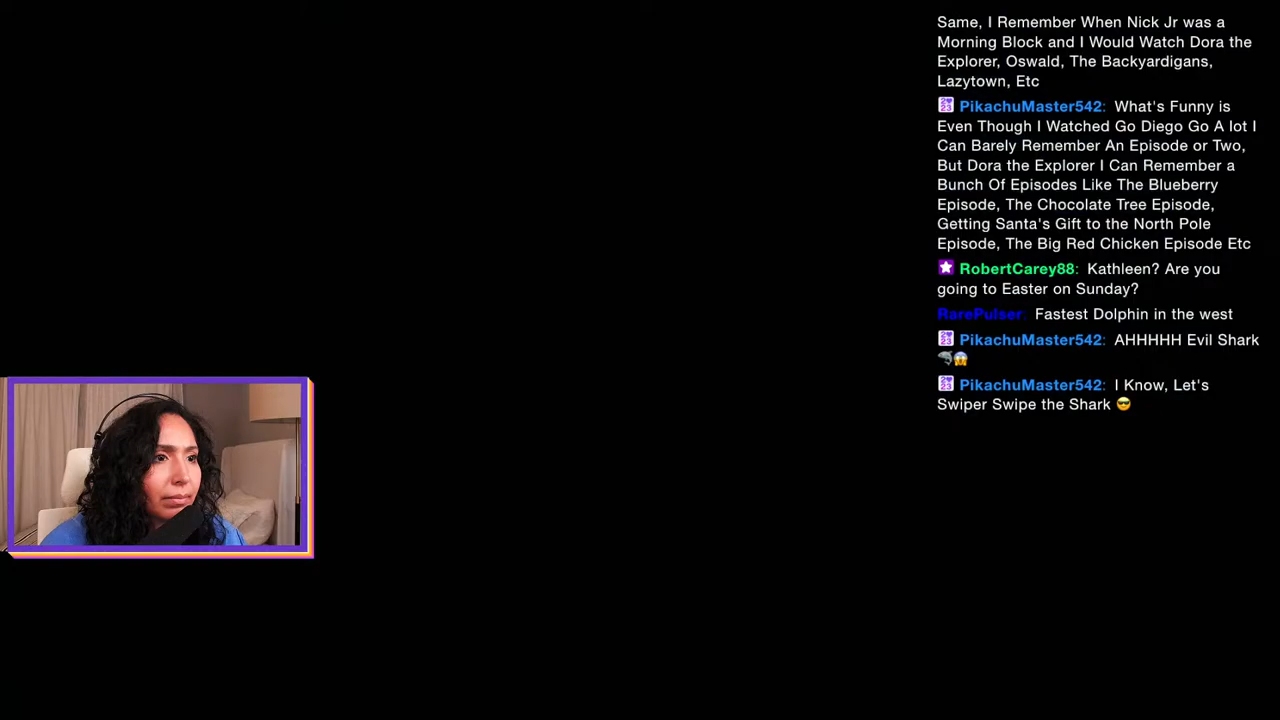 Same, I Remember When Nick Jr was a
Morning Block and I Would Watch Dora the
Explorer, Oswald, The Backyardigans,
Lazytown, Etc
PikachuMaster542: What's Funny is
Even Though I Watched Go Diego Go A lot I
Can Barely Remember An Episode or Two,
But Dora the Explorer I Can Remember a
Bunch Of Episodes Like The Blueberry
Episode, The Chocolate Tree Episode,
Getting Santa's Gift to the North Pole
Episode, The Big Red Chicken Episode Etc
RobertCarey88: Kathleen? Are you
going to Easter on Sunday?
RarePulser: Fastest Dolphin in the west
PikachuMaster542: AHHHHH Evil Shark
🦈😱
PikachuMaster542: I Know, Let's
Swiper Swipe the Shark 😎